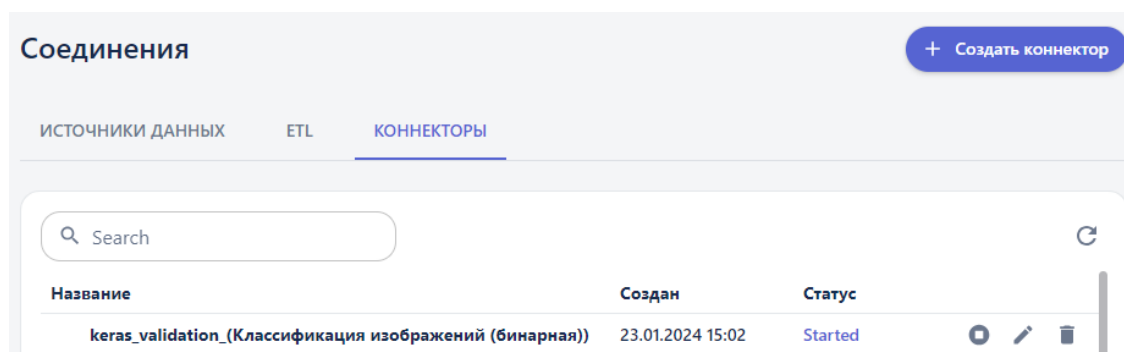 Соединения
+ Создать коннектор
ИСТОЧНИКИ ДАННЫХ ETL КОННЕКТОРЫ
Search
Название Создан Статус
keras_validation_(Классификация изображений (бинарная)) 23.01.2024 15:02 Started